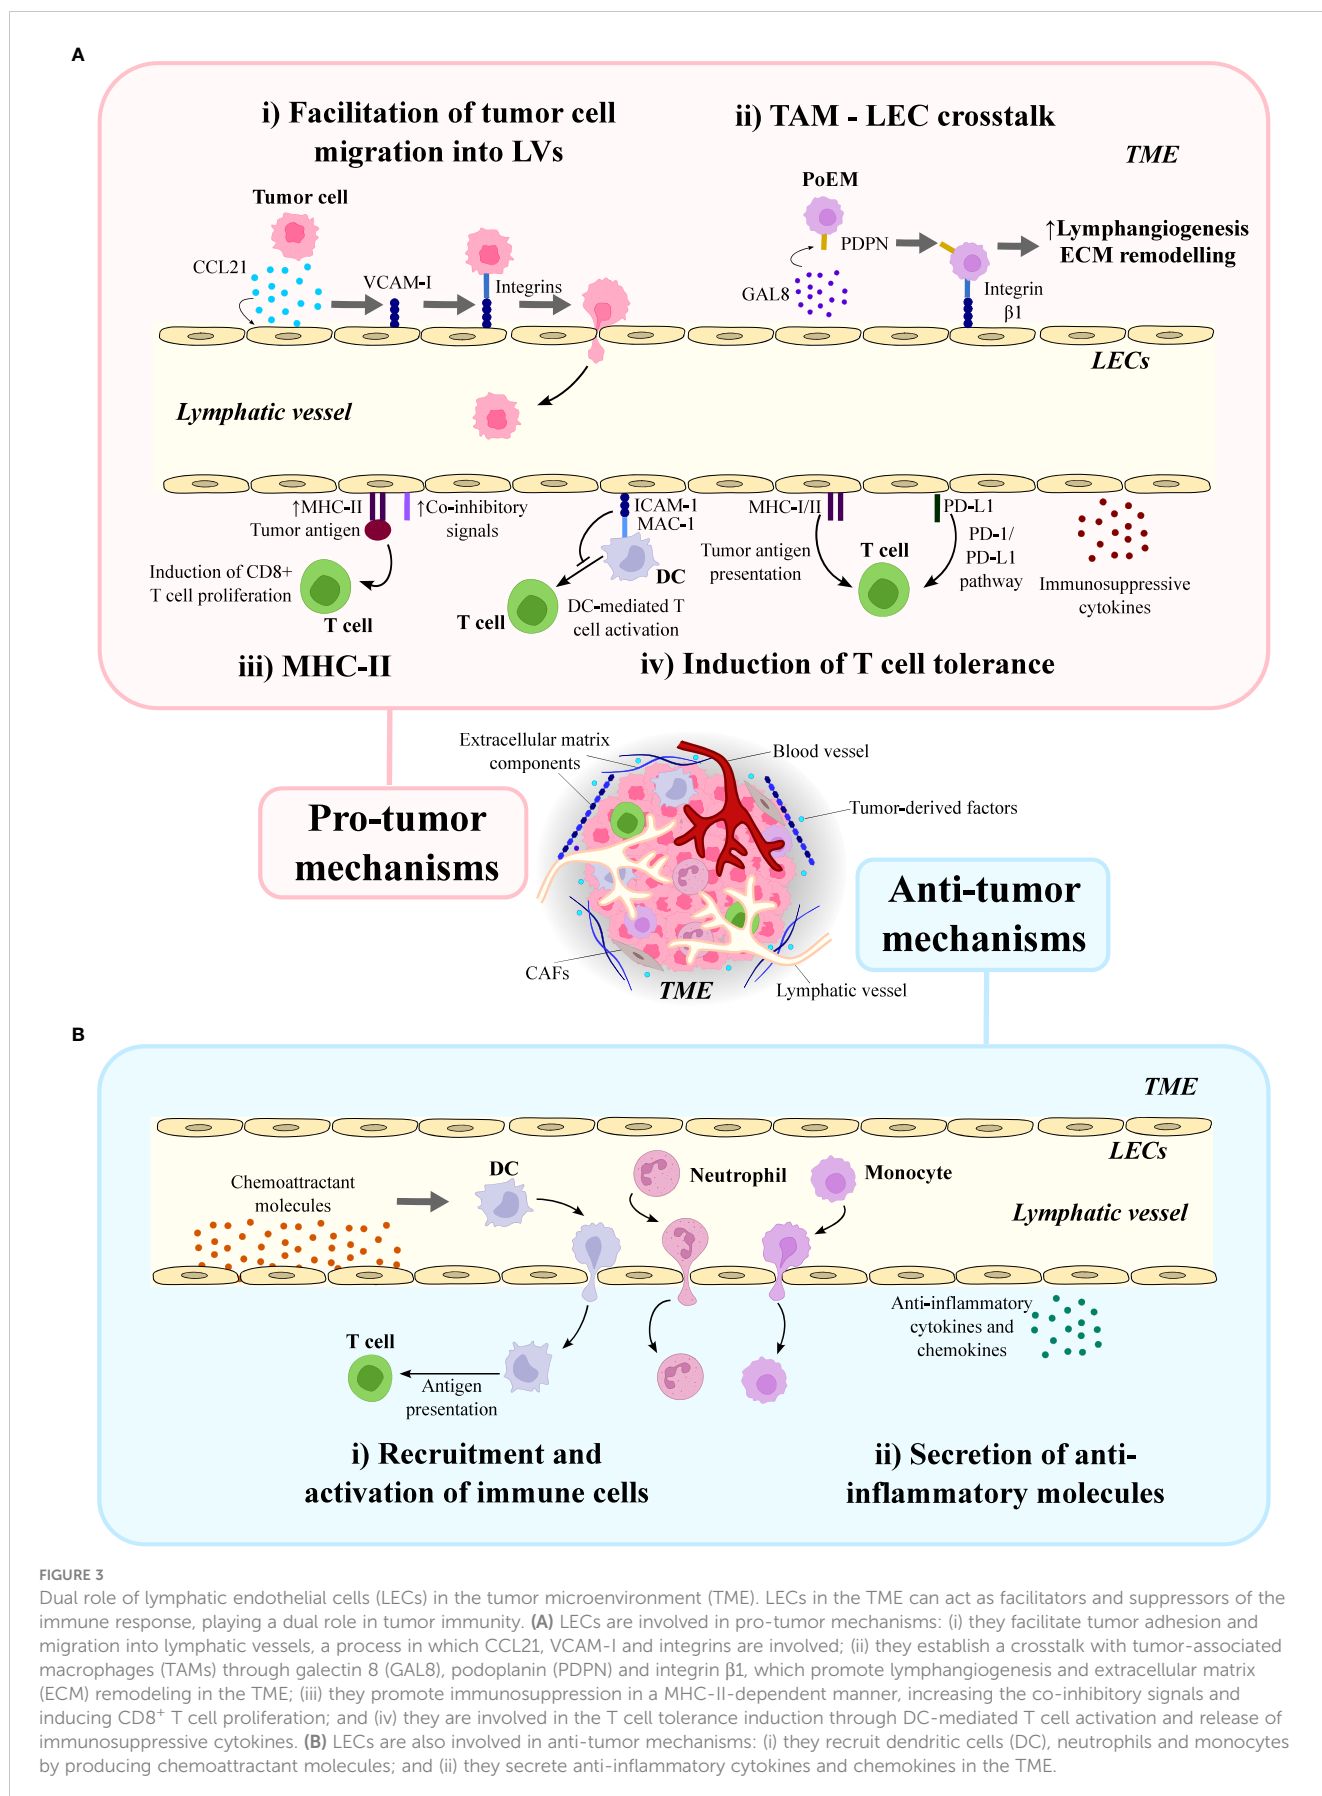 A
i) Facilitation of tumor cell
migration into LVs
ii) TAM - LEC crosstalk
TME
Tumor cell
CCL21
VCAM-I
Integrins
PoEM
PDPN
GAL8
Integrin
β1
↑Lymphangiogenesis
ECM remodelling
LECs
Lymphatic vessel
↑MHC-II
Tumor antigen
↑Co-inhibitory
signals
Induction of CD8+
T cell proliferation
T cell
iii) MHC-II
ICAM-1
MAC-1
DC
T cell
DC-mediated T
cell activation
MHC-I/II
Tumor antigen
presentation
T cell
PD-L1
PD-1/
PD-L1
pathway
Immunosuppressive
cytokines
iv) Induction of T cell tolerance
Pro-tumor
mechanisms
Extracellular matrix
components
Blood vessel
Tumor-derived factors
CAFs
TME
Lymphatic vessel
Anti-tumor
mechanisms
B
TME
LECs
Lymphatic vessel
Chemoattractant
molecules
DC
Neutrophil
Monocyte
T cell
Antigen
presentation
Anti-inflammatory
cytokines and
chemokines
i) Recruitment and
activation of immune cells
ii) Secretion of anti-
inflammatory molecules
FIGURE 3
Dual role of lymphatic endothelial cells (LECs) in the tumor microenvironment (TME). LECs in the TME can act as facilitators and suppressors of the
immune response, playing a dual role in tumor immunity. (A) LECs are involved in pro-tumor mechanisms: (i) they facilitate tumor adhesion and
migration into lymphatic vessels, a process in which CCL21, VCAM-I and integrins are involved; (ii) they establish a crosstalk with tumor-associated
macrophages (TAMs) through galectin 8 (GAL8), podoplanin (PDPN) and integrin β1, which promote lymphangiogenesis and extracellular matrix
(ECM) remodeling in the TME; (iii) they promote immunosuppression in a MHC-II-dependent manner, increasing the co-inhibitory signals and
inducing CD8⁺ T cell proliferation; and (iv) they are involved in the T cell tolerance induction through DC-mediated T cell activation and release of
immunosuppressive cytokines. (B) LECs are also involved in anti-tumor mechanisms: (i) they recruit dendritic cells (DC), neutrophils and monocytes
by producing chemoattractant molecules; and (ii) they secrete anti-inflammatory cytokines and chemokines in the TME.